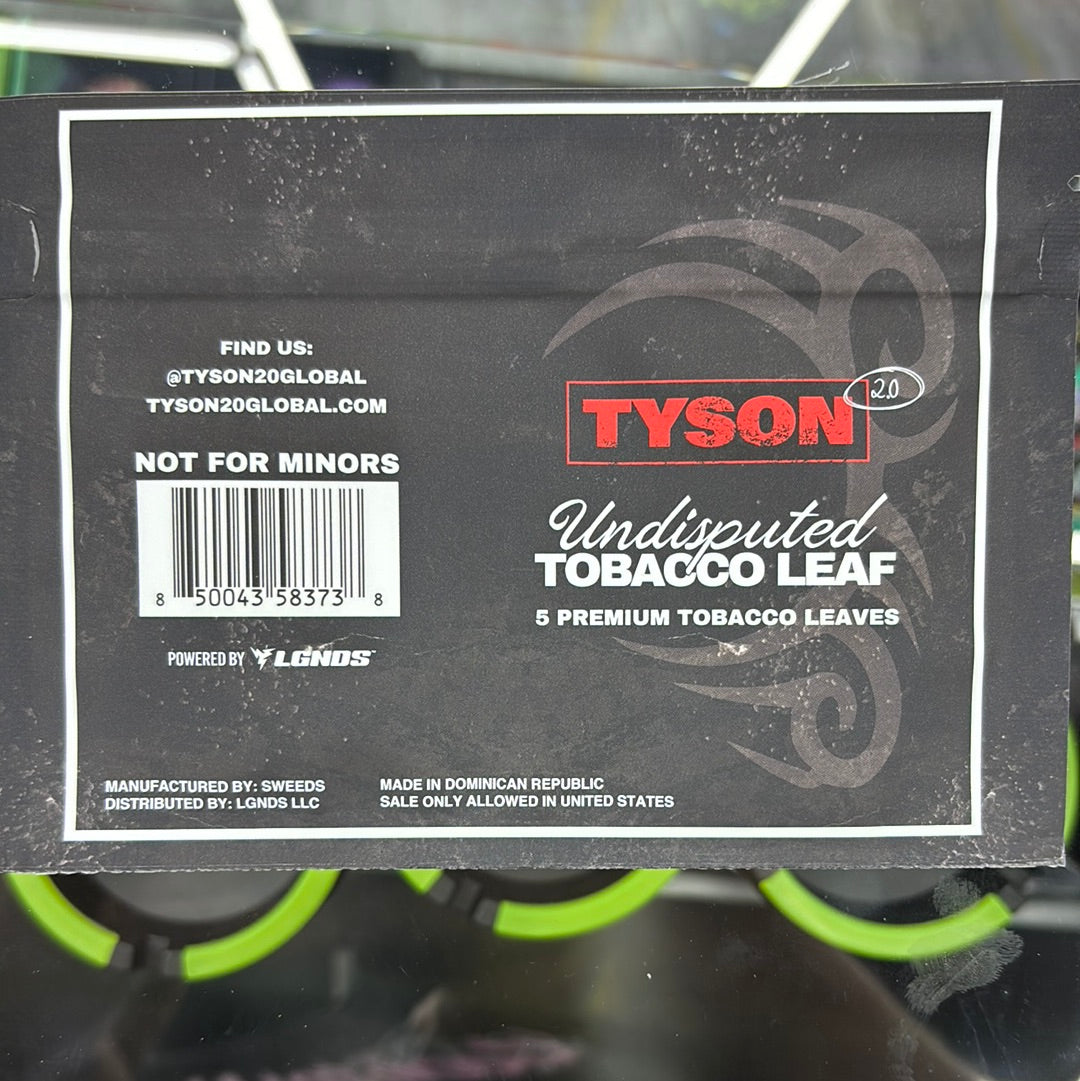 FIND US:
@TYSON20GLOBAL
TYSON20GLOBAL.COM
NOT FOR MINORS
8 50043 58373 8
POWERED BY LGNDS™
MANUFACTURED BY: SWEEDS
DISTRIBUTED BY: LGNDS LLC
MADE IN DOMINICAN REPUBLIC
SALE ONLY ALLOWED IN UNITED STATES
TYSON 2.0
Undisputed
TOBACCO LEAF
5 PREMIUM TOBACCO LEAVES